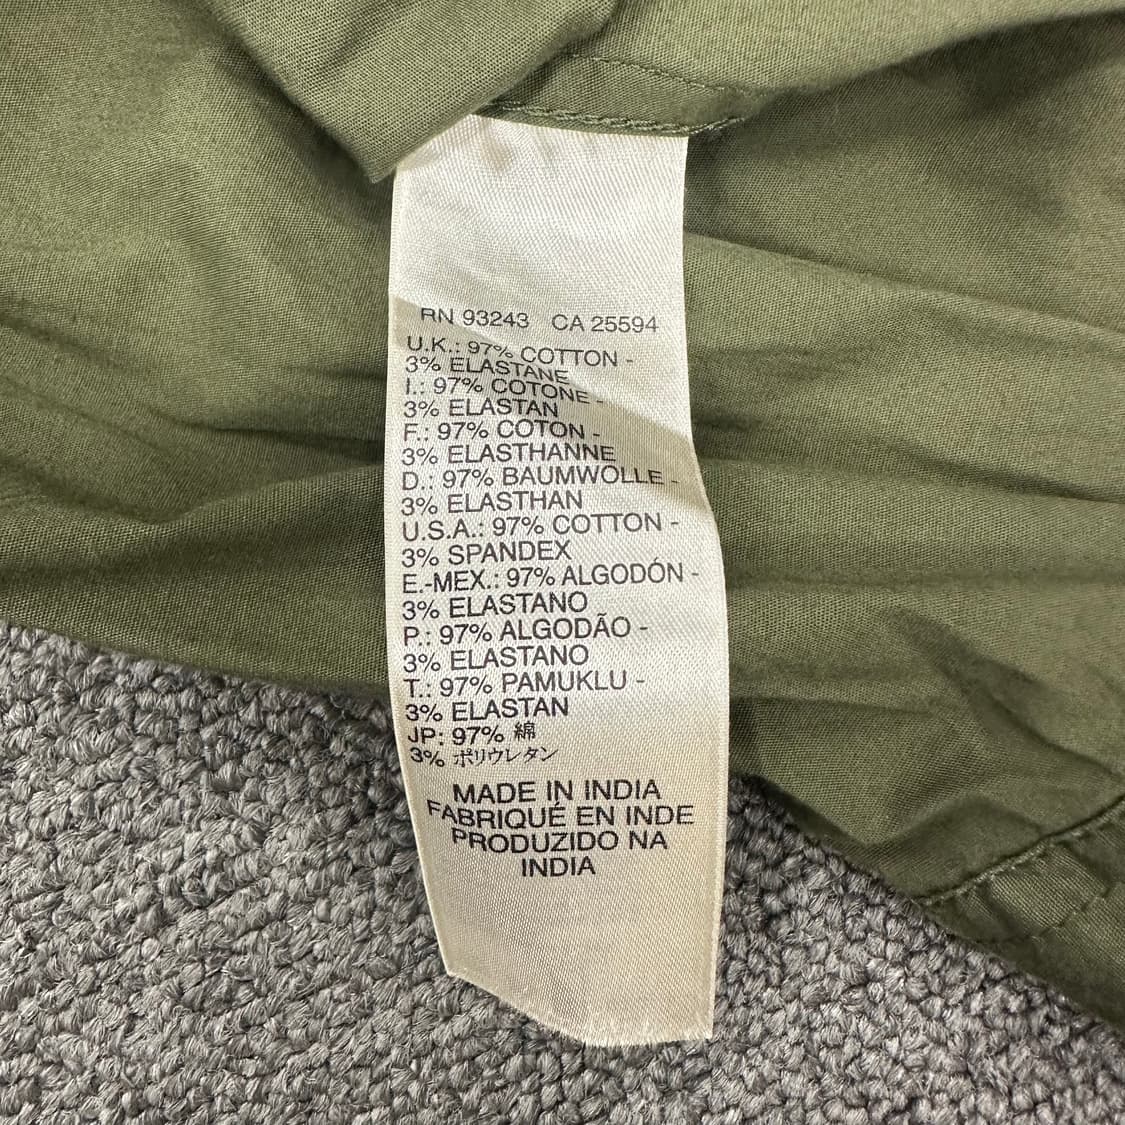 RN 93243 CA 25594
U.K.: 97% COTTON -
3% ELASTANE
I.: 97% COTONE -
3% ELASTAN
F.: 97% COTON -
3% ELASTHANNE
D.: 97% BAUMWOLLE -
3% ELASTHAN
U.S.A.: 97% COTTON -
3% SPANDEX
E.-MEX.: 97% ALGODÓN -
3% ELASTANO
P.: 97% ALGODÃO -
3% ELASTANO
T.: 97% PAMUKLU -
3% ELASTAN
JP: 97% 綿
3% ポリウレタン
MADE IN INDIA
FABRIQUÉ EN INDE
PRODUZIDO NA
INDIA